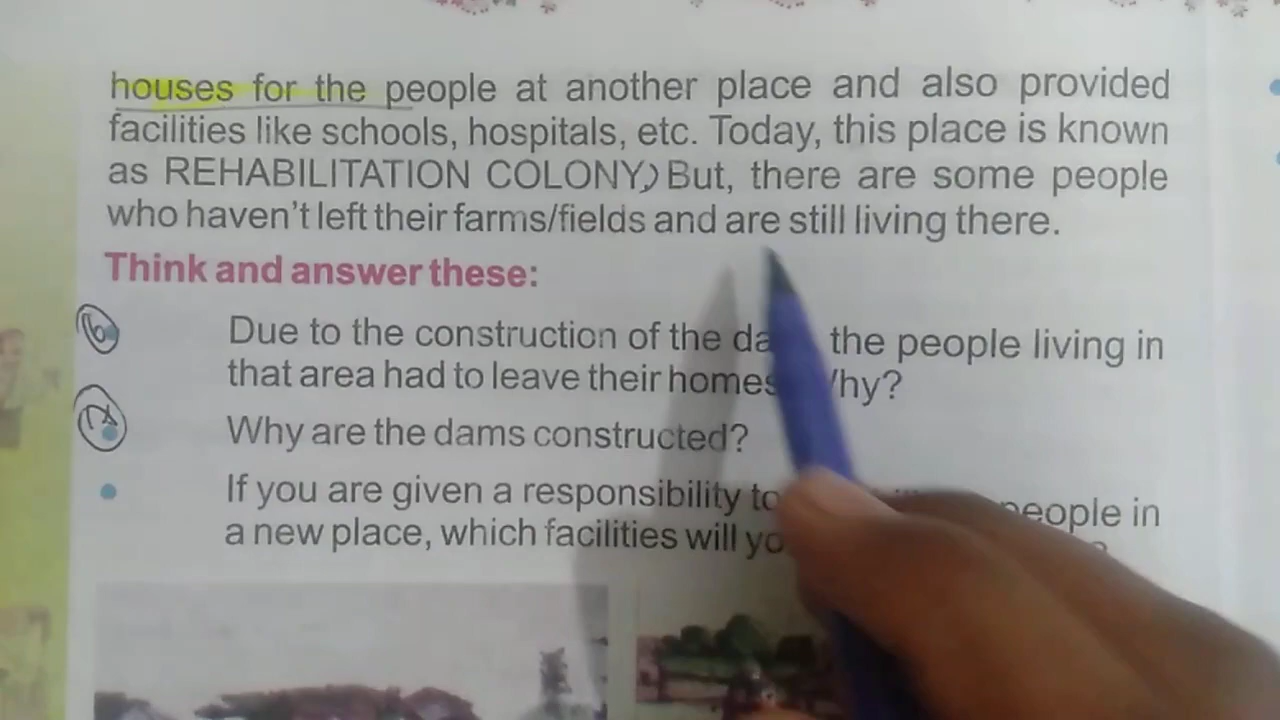 houses for the people at another place and also provided
facilities like schools, hospitals, etc. Today, this place is known
as REHABILITATION COLONY) But, there are some people
who haven't left their farms/fields and are still living there.
Think and answer these:
16 Due to the construction of the the people living in
that area had to leave their homes
Why are the dams constructed?
• If you are given a responsibility to people in
a new place, which facilities will